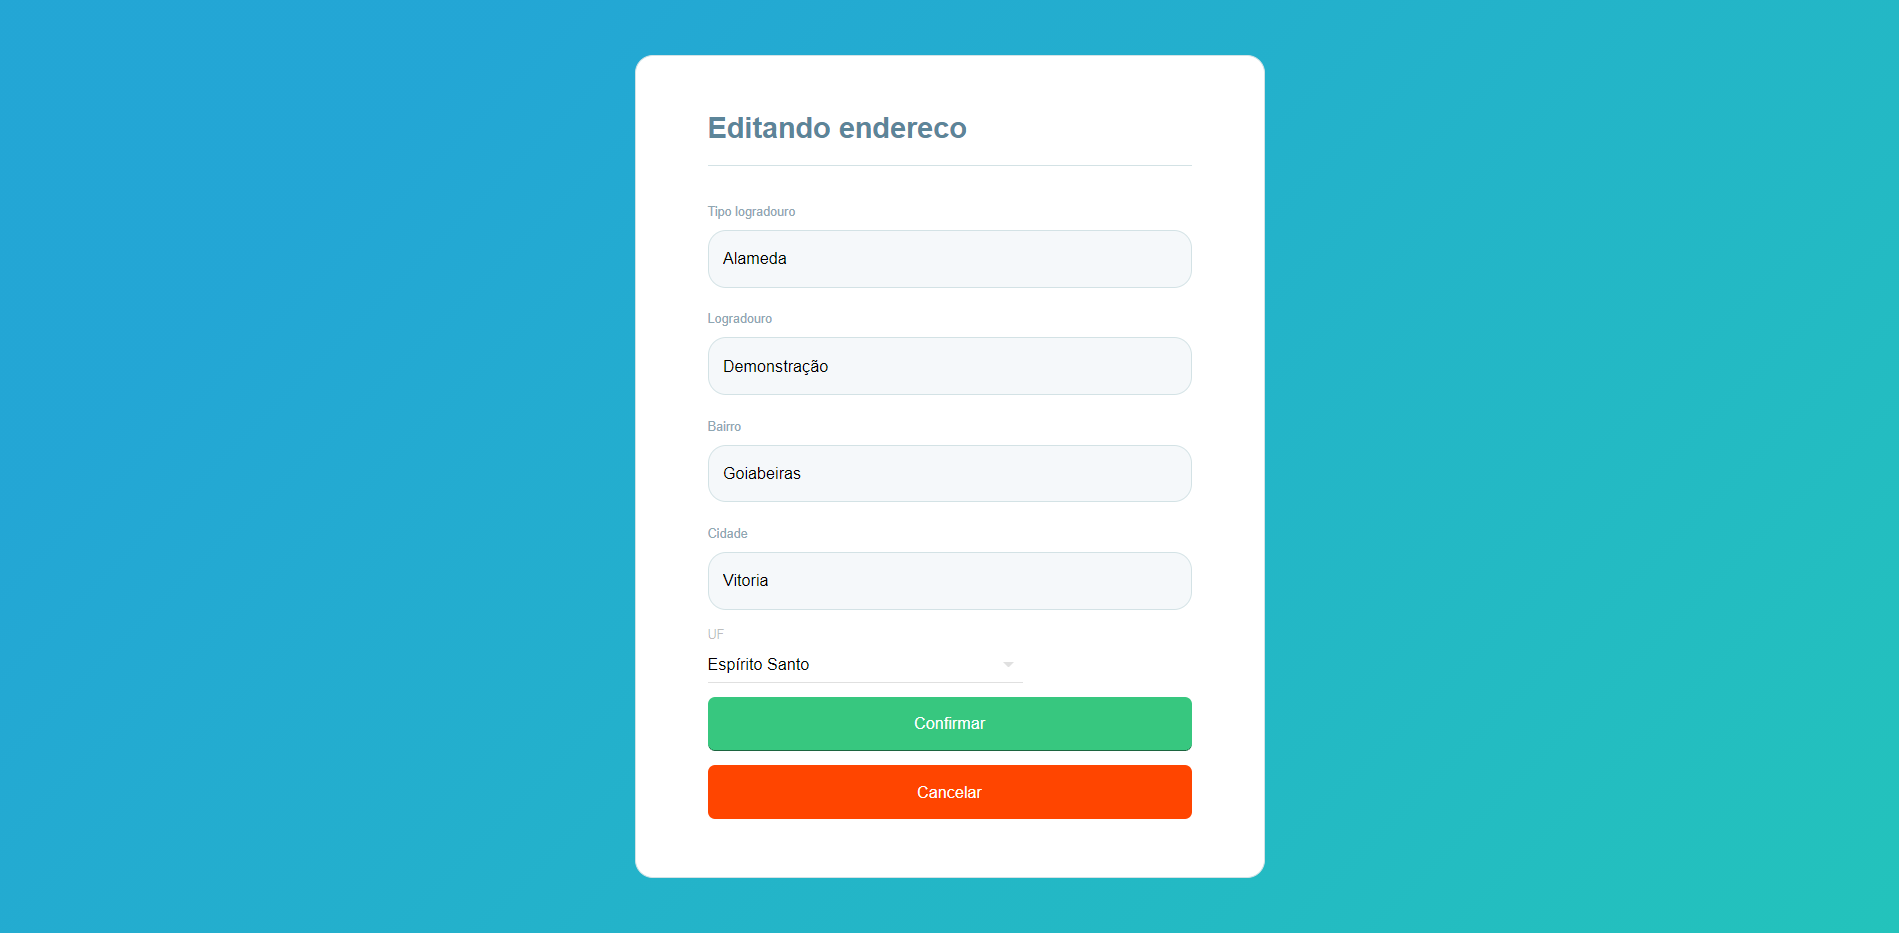 Editando endereco
Tipo logradouro
Alameda
Logradouro
Demonstração
Bairro
Goiabeiras
Cidade
Vitoria
UF
Espírito Santo
Confirmar
Cancelar